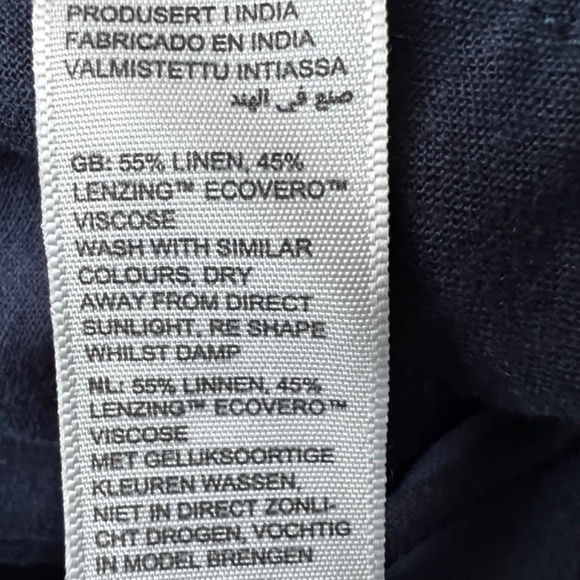 PRODUSERT I INDIA
FABRICADO EN INDIA
VALMISTETTU INTIASSA
صنع في الهند
GB: 55% LINEN, 45%
LENZING™ ECOVERO™
VISCOSE
WASH WITH SIMILAR
COLOURS, DRY
AWAY FROM DIRECT
SUNLIGHT, RE SHAPE
WHILST DAMP
NL: 55% LINNEN, 45%
LENZING™ ECOVERO™
VISCOSE
MET GELIJKSOORTIGE
KLEUREN WASSEN,
NIET IN DIRECT ZONLI-
CHT DROGEN, VOCHTIG
IN MODEL BRENGEN